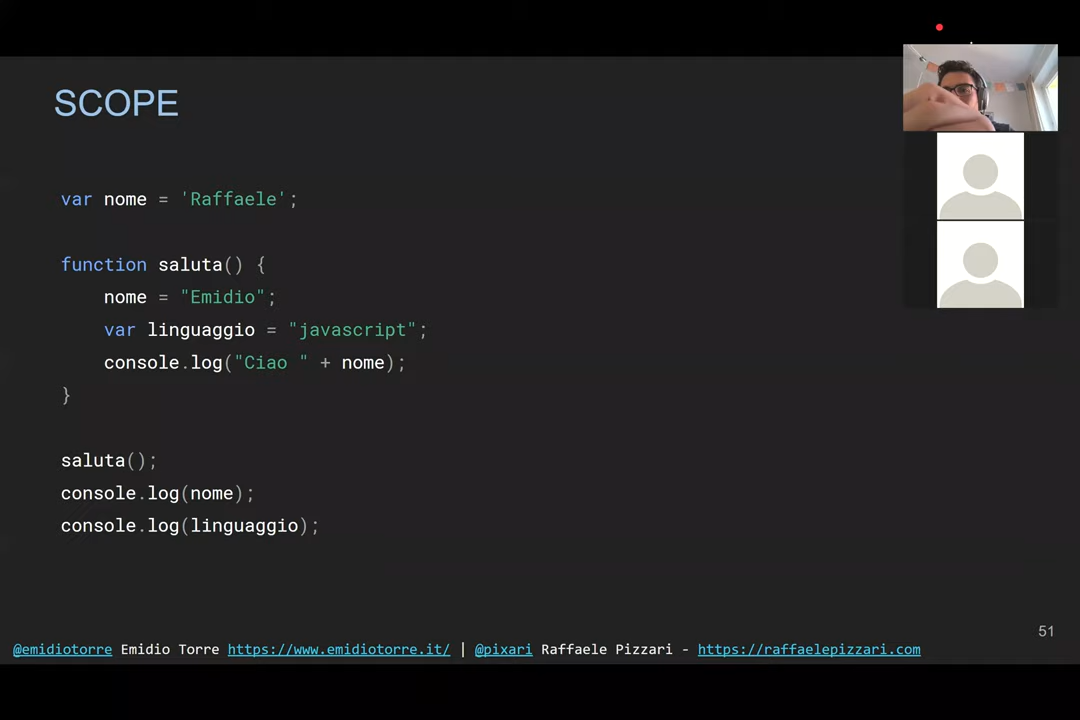 SCOPE
var nome = 'Raffaele';
function saluta() {
    nome = "Emidio";
    var linguaggio = "javascript";
    console.log("Ciao " + nome);
}
saluta();
console.log(nome);
console.log(linguaggio);
51
@emidiotorre Emidio Torre https://www.emidiotorre.it/ | @pixari Raffaele Pizzari - https://raffaelepizzari.com